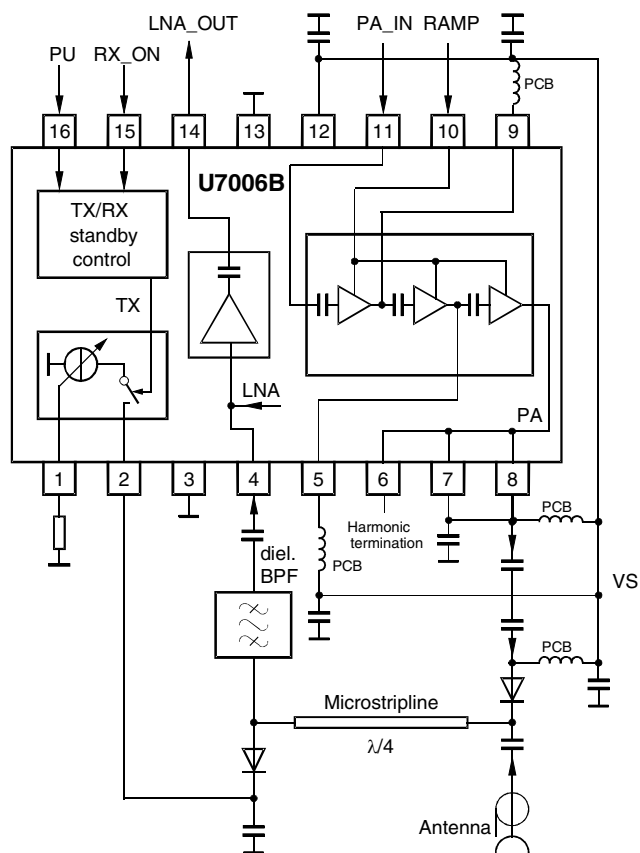 LNA_OUT
PA_IN RAMP
PU
RX_ON
PCB
16
15
14
13
12
11
10
9
U7006B
TX/RX
standby
control
TX
LNA
PA
1
2
3
4
5
6
7
8
Harmonic
termination
PCB
diel.
BPF
PCB
VS
PCB
Microstripline
λ/4
Antenna